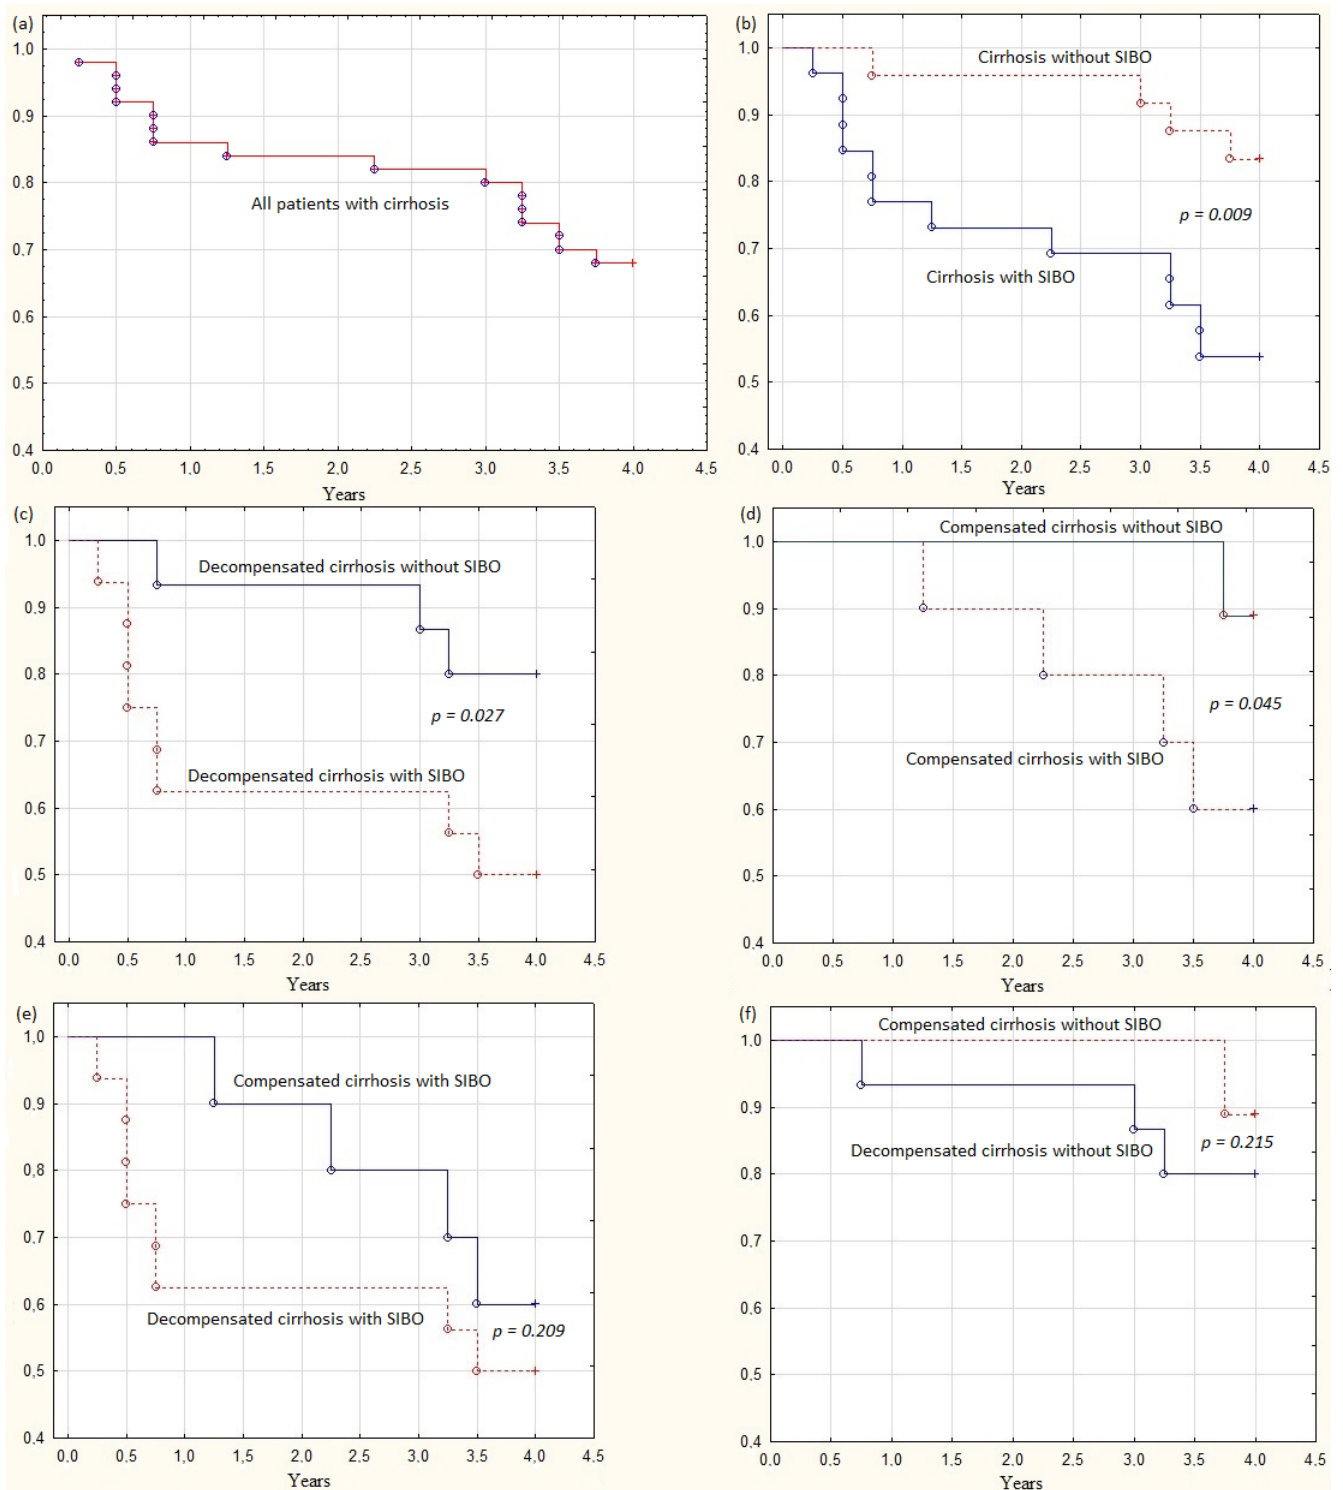 (a)
1.0
0.9
0.8
0.7
0.6
0,5
0,4
All patients with cirrhosis
0.0 0.5 1.0 1.5 2.0 2.5 3.0 3.5 4.0 4.5
Years
(b)
1.0
0.9
0.8
0.7
0.6
0.5
0.4
Cirrhosis without SIBO
p = 0.009
Cirrhosis with SIBO
0.0 0.5 1.0 1.5 2.0 2.5 3.0 3.5 4.0 4.5
Years
(c)
1.0
0.9
0.8
0.7
0.6
0.5
0.4
Decompensated cirrhosis without SIBO
p = 0.027
Decompensated cirrhosis with SIBO
0.0 0.5 1.0 1.5 2.0 2.5 3.0 3.5 4.0 4.5
Years
(d)
1.0
0.9
0.8
0.7
0.6
0.5
0.4
Compensated cirrhosis without SIBO
p = 0.045
Compensated cirrhosis with SIBO
0.0 0.5 1.0 1.5 2.0 2.5 3.0 3.5 4.0 4.5
Years
(e)
1.0
0.9
0.8
0.7
0,6
0,5
0,4
Compensated cirrhosis with SIBO
Decompensated cirrhosis with SIBO
p = 0.209
0,0 0,5 1,0 1,5 2,0 2,5 3,0 3,5 4,0 4,5
Years
(f)
1.0
0.9
0.8
0.7
0.6
0.5
0.4
Compensated cirrhosis without SIBO
p = 0.215
Decompensated cirrhosis without SIBO
0.0 0.5 1.0 1.5 2.0 2.5 3.0 3.5 4.0 4.5
Years